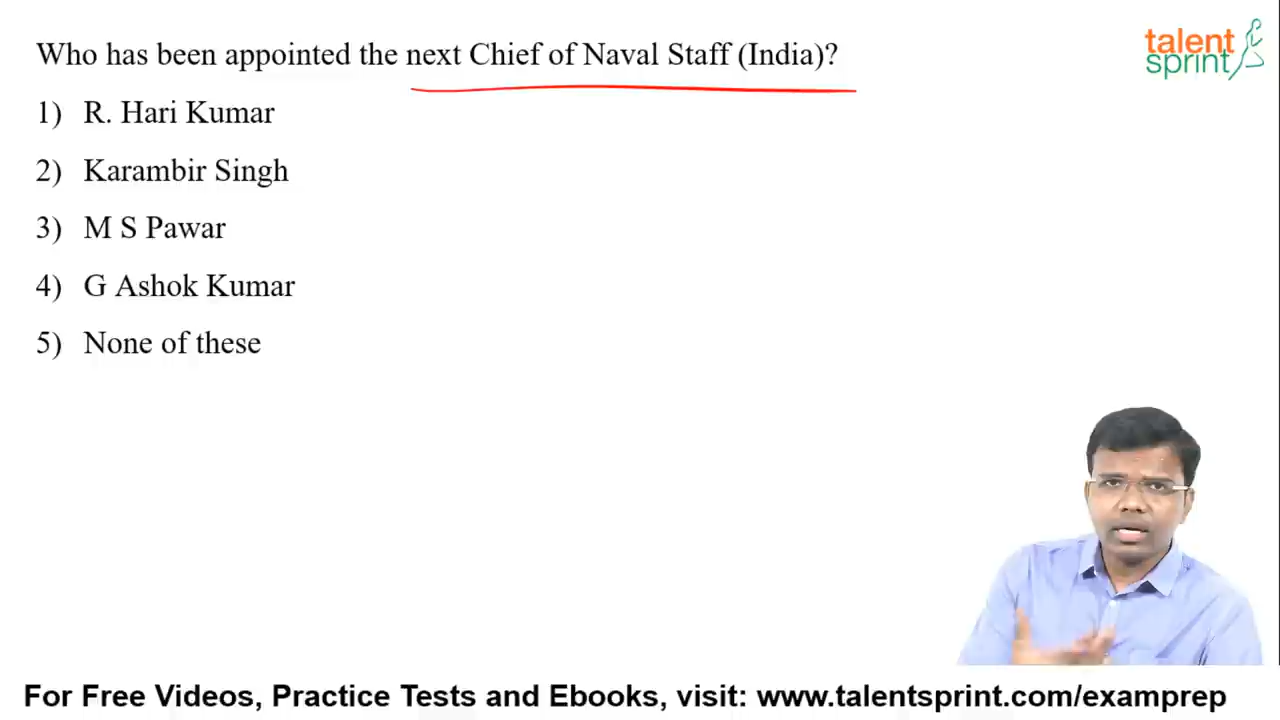 Who has been appointed the next Chief of Naval Staff (India)?
1) R. Hari Kumar
2) Karambir Singh
3) M S Pawar
4) G Ashok Kumar
5) None of these
talent
sprint
For Free Videos, Practice Tests and Ebooks, visit: www.talentsprint.com/examprep